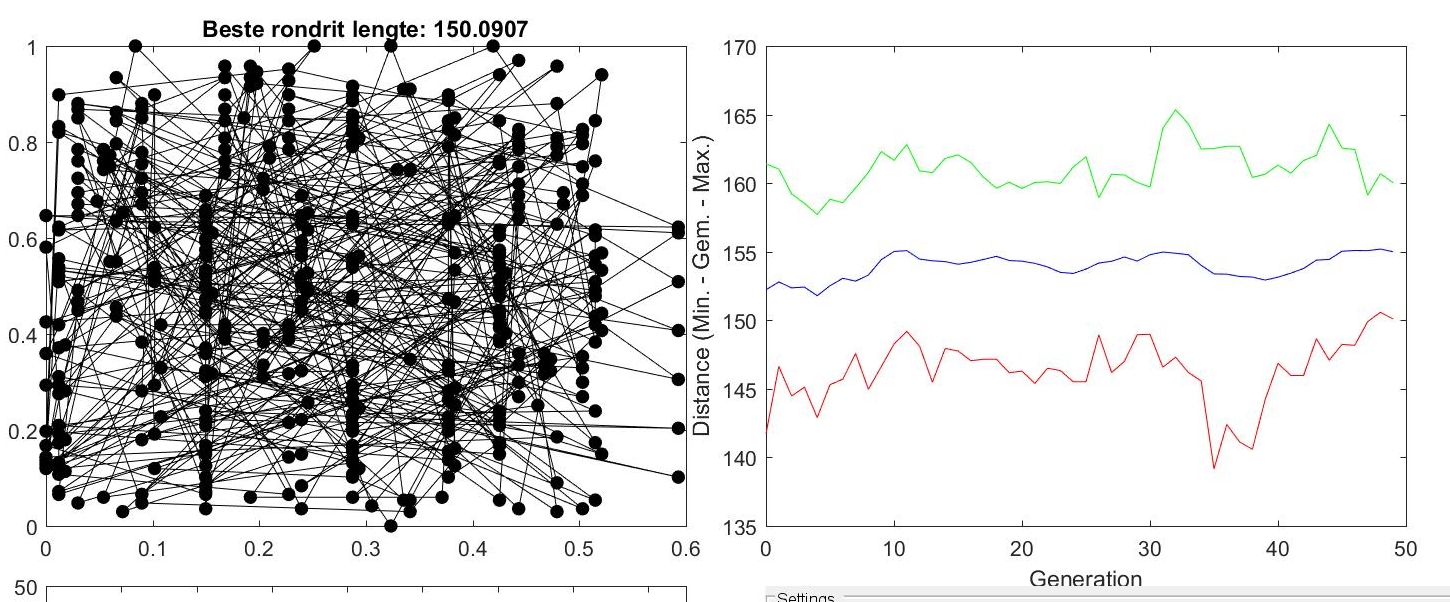 Beste rondrit lengte: 150.0907
1
0.8
0.6
0.4
0.2
0
0 0.1 0.2 0.3 0.4 0.5 0.6
50
Distance (Min. - Gem. - Max.)
170
165
160
155
150
145
140
135
0 10 20 30 40 50
Generation
Settings